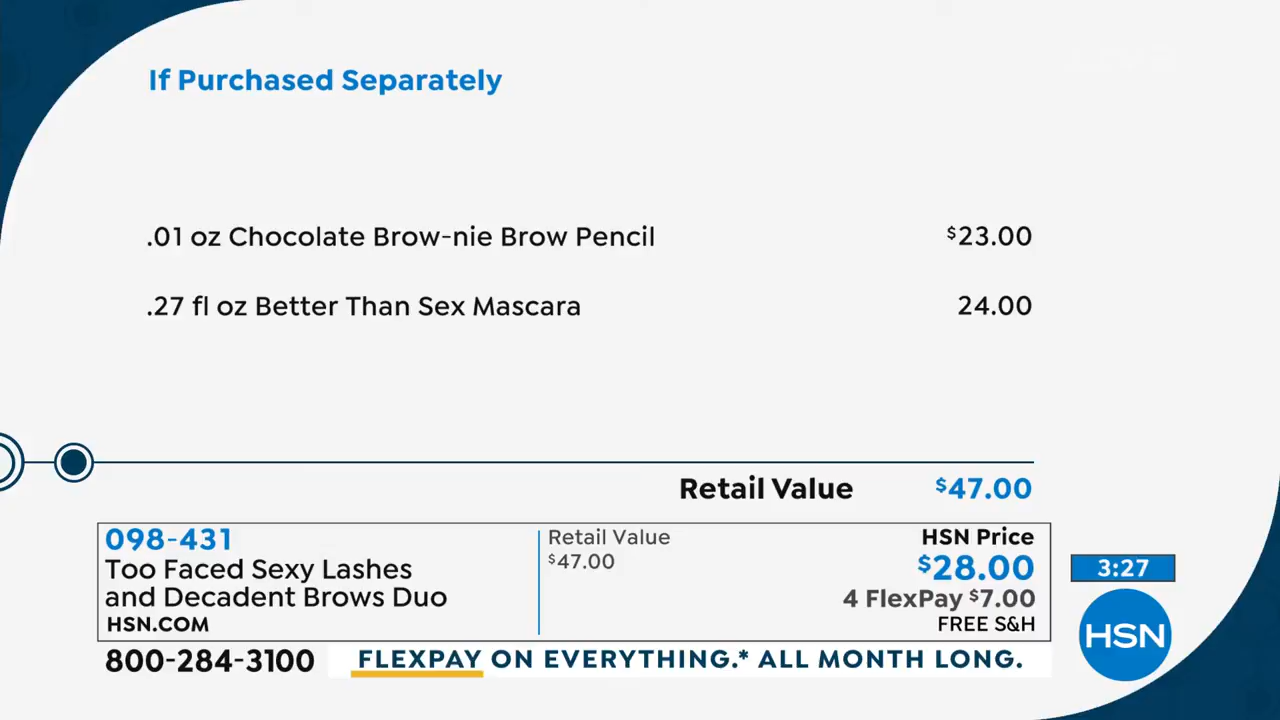 If Purchased Separately
.01 oz Chocolate Brow-nie Brow Pencil $23.00
.27 fl oz Better Than Sex Mascara 24.00
Retail Value $47.00
098-431
Too Faced Sexy Lashes
and Decadent Brows Duo
HSN.COM
Retail Value
$47.00
HSN Price
$28.00
4 FlexPay $7.00
FREE S&H
3:27
HSN
800-284-3100
FLEXPAY ON EVERYTHING.* ALL MONTH LONG.